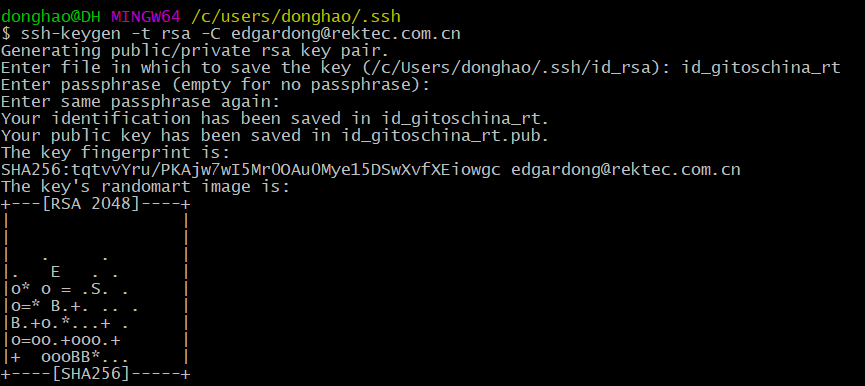 donghao@DH MINGW64 /c/users/donghao/.ssh
$ ssh-keygen -t rsa -C edgardong@rektec.com.cn
Generating public/private rsa key pair.
Enter file in which to save the key (/c/Users/donghao/.ssh/id_rsa): id_gitoschina_rt
Enter passphrase (empty for no passphrase):
Enter same passphrase again:
Your identification has been saved in id_gitoschina_rt.
Your public key has been saved in id_gitoschina_rt.pub.
The key fingerprint is:
SHA256:tqtvvYru/PKAjw7wI5MrOOAu0Mye15DSwXvfXEiowgc edgardong@rektec.com.cn
The key's randomart image is:
+---[RSA 2048]----+
|                 |
|                 |
|   .     .       |
|.   E   . .      |
|o* o = .S. .     |
|o=* B.+. .. .    |
|B.+o.*...+ .     |
|o=oo.+ooo.+      |
|+  oooBB*...     |
+----[SHA256]-----+